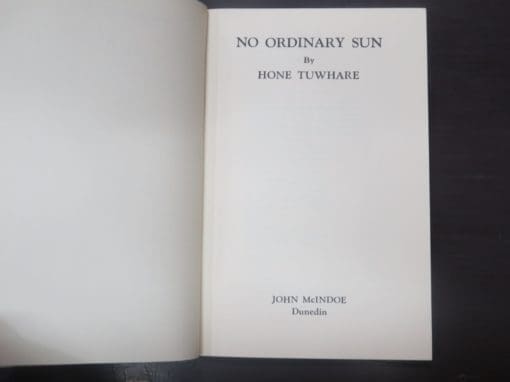 NO ORDINARY SUN
By
HONE TUWHARE
JOHN McINDOE
Dunedin